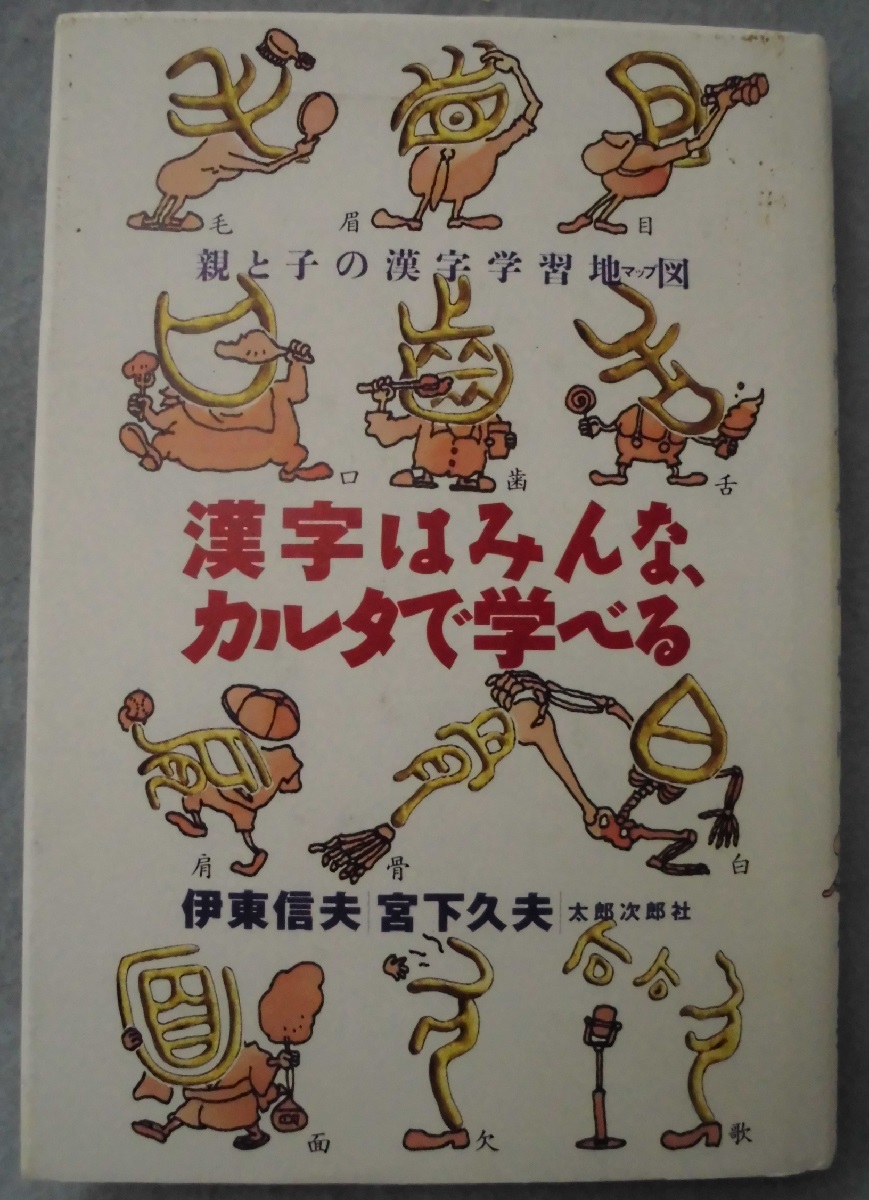 毛 眉 目
親と子の漢字学習地図マップ
口 歯 舌
漢字はみんな、
カルタで学べる
肩 骨 白
伊東信夫 宮下久夫 太郎次郎社
面 欠 歌